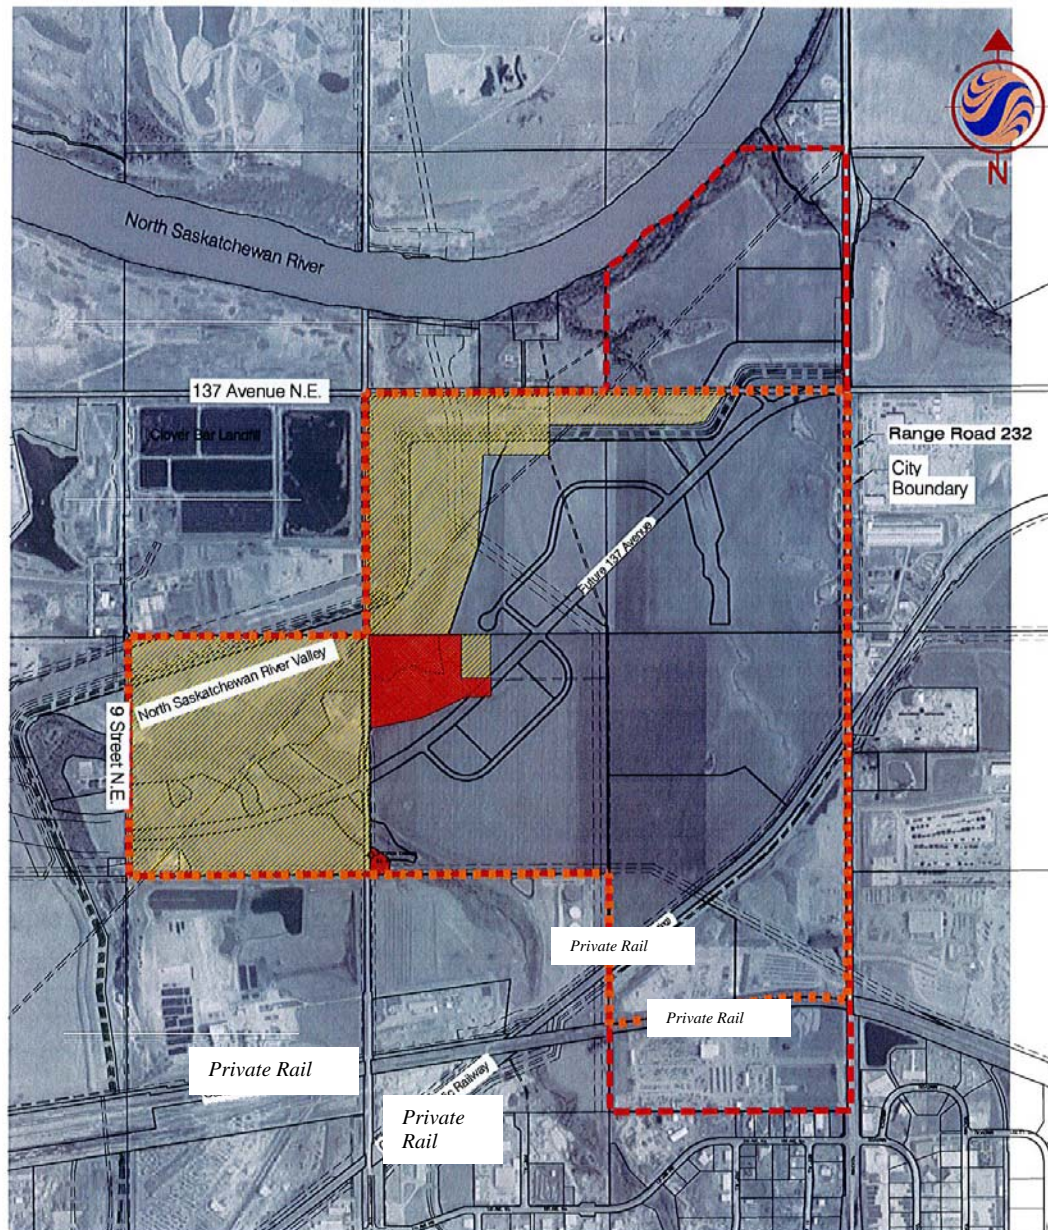 N
North Saskatchewan River
137 Avenue N.E.
Clover Bar Landfill
Range Road 232
City
Boundary
Future 137 Avenue
North Saskatchewan River Valley
9 Street N.E.
Private Rail
Private Rail
Private Rail
Railway
Private
Rail